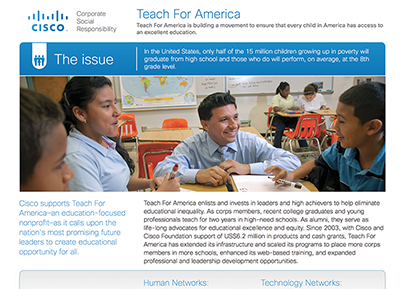 CISCO
Corporate
Social
Responsibility
Teach For America
Teach For America is building a movement to ensure that every child in America has access to
an excellent education.
The issue
In the United States, only half of the 15 million children growing up in poverty will
graduate from high school and those who do will perform, on average, at the 8th
grade level.
Cisco supports Teach For
America–an education-focused
nonprofit–as it calls upon the
nation's most promising future
leaders to create educational
opportunity for all.
Teach For America enlists and invests in leaders and high achievers to help eliminate
educational inequality. As corps members, recent college graduates and young
professionals teach for two years in high-need schools. As alumni, they serve as
life-long advocates for educational excellence and equity. Since 2003, with Cisco and
Cisco Foundation support of US$6.2 million in products and cash grants, Teach For
America has extended its infrastructure and scaled its programs to place more corps
members in more schools, enhanced its web-based training, and expanded
professional and leadership development opportunities.
Human Networks:
Technology Networks: